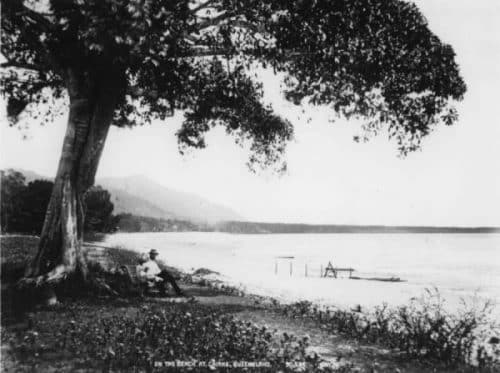 ON THE BEACH AT CAIRNS, QUEENSLAND.